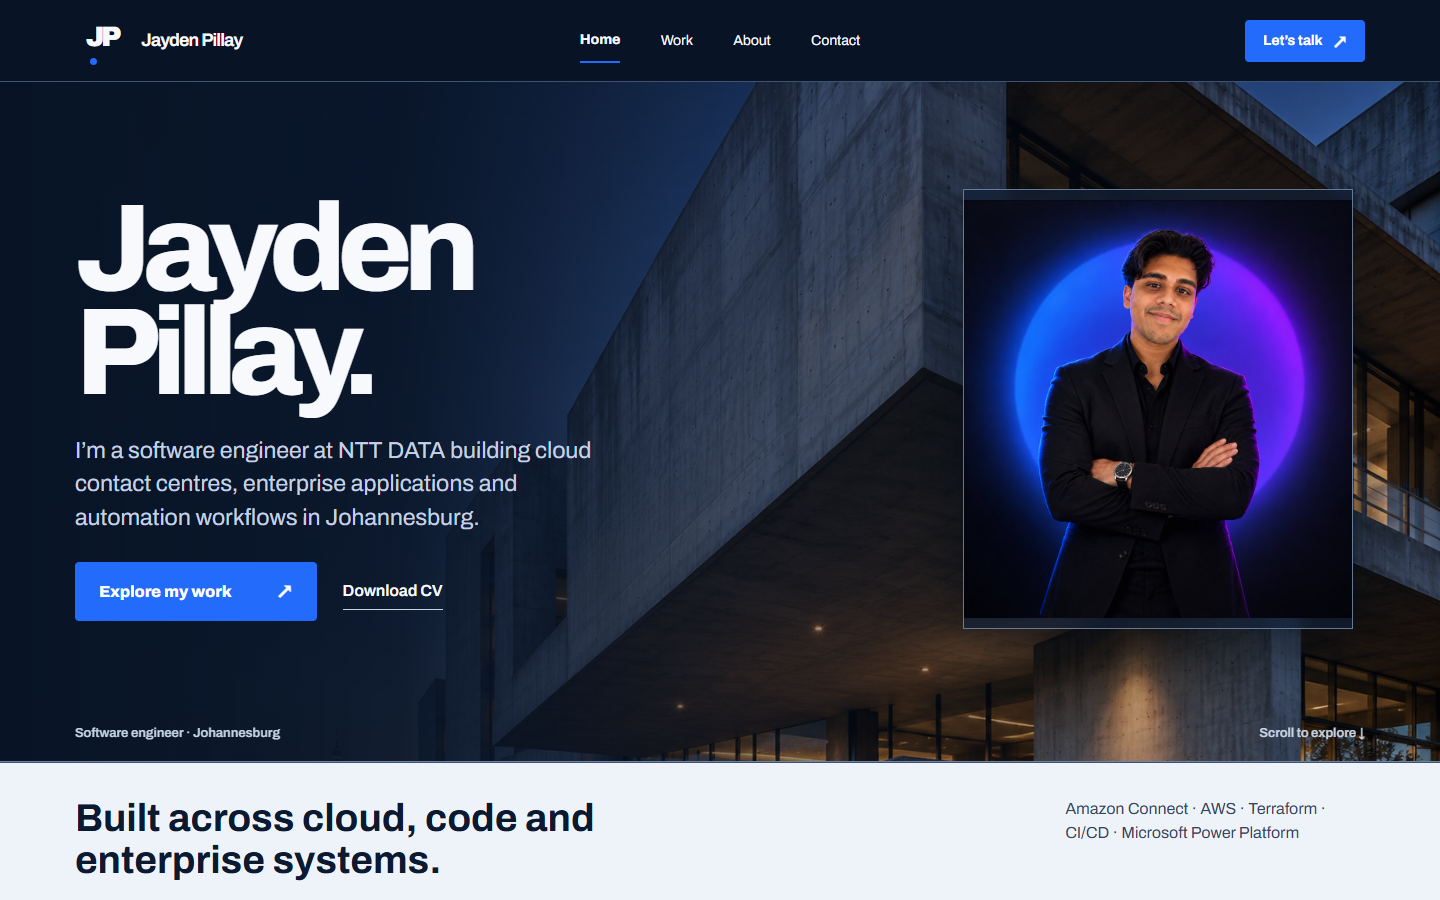 JP Jayden Pillay
Home Work About Contact
Let's talk ↗
Jayden
Pillay.
I'm a software engineer at NTT DATA building cloud
contact centres, enterprise applications and
automation workflows in Johannesburg.
Explore my work ↗ Download CV
Software engineer · Johannesburg
Scroll to explore ↓
Built across cloud, code and
enterprise systems.
Amazon Connect · AWS · Terraform ·
CI/CD · Microsoft Power Platform